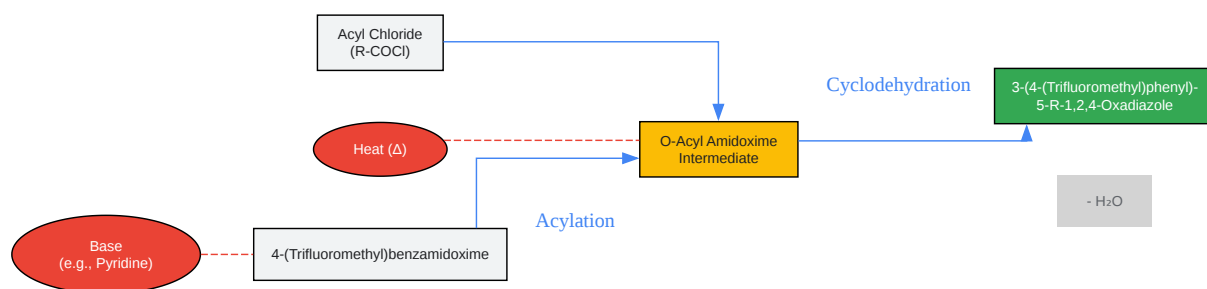 Acyl Chloride
(R-COCl)
Cyclodehydration
3-(4-(Trifluoromethyl)phenyl)-
5-R-1,2,4-Oxadiazole
Heat (Δ)
O-Acyl Amidoxime
Intermediate
- H₂O
Acylation
Base
(e.g., Pyridine)
4-(Trifluoromethyl)benzamidoxime